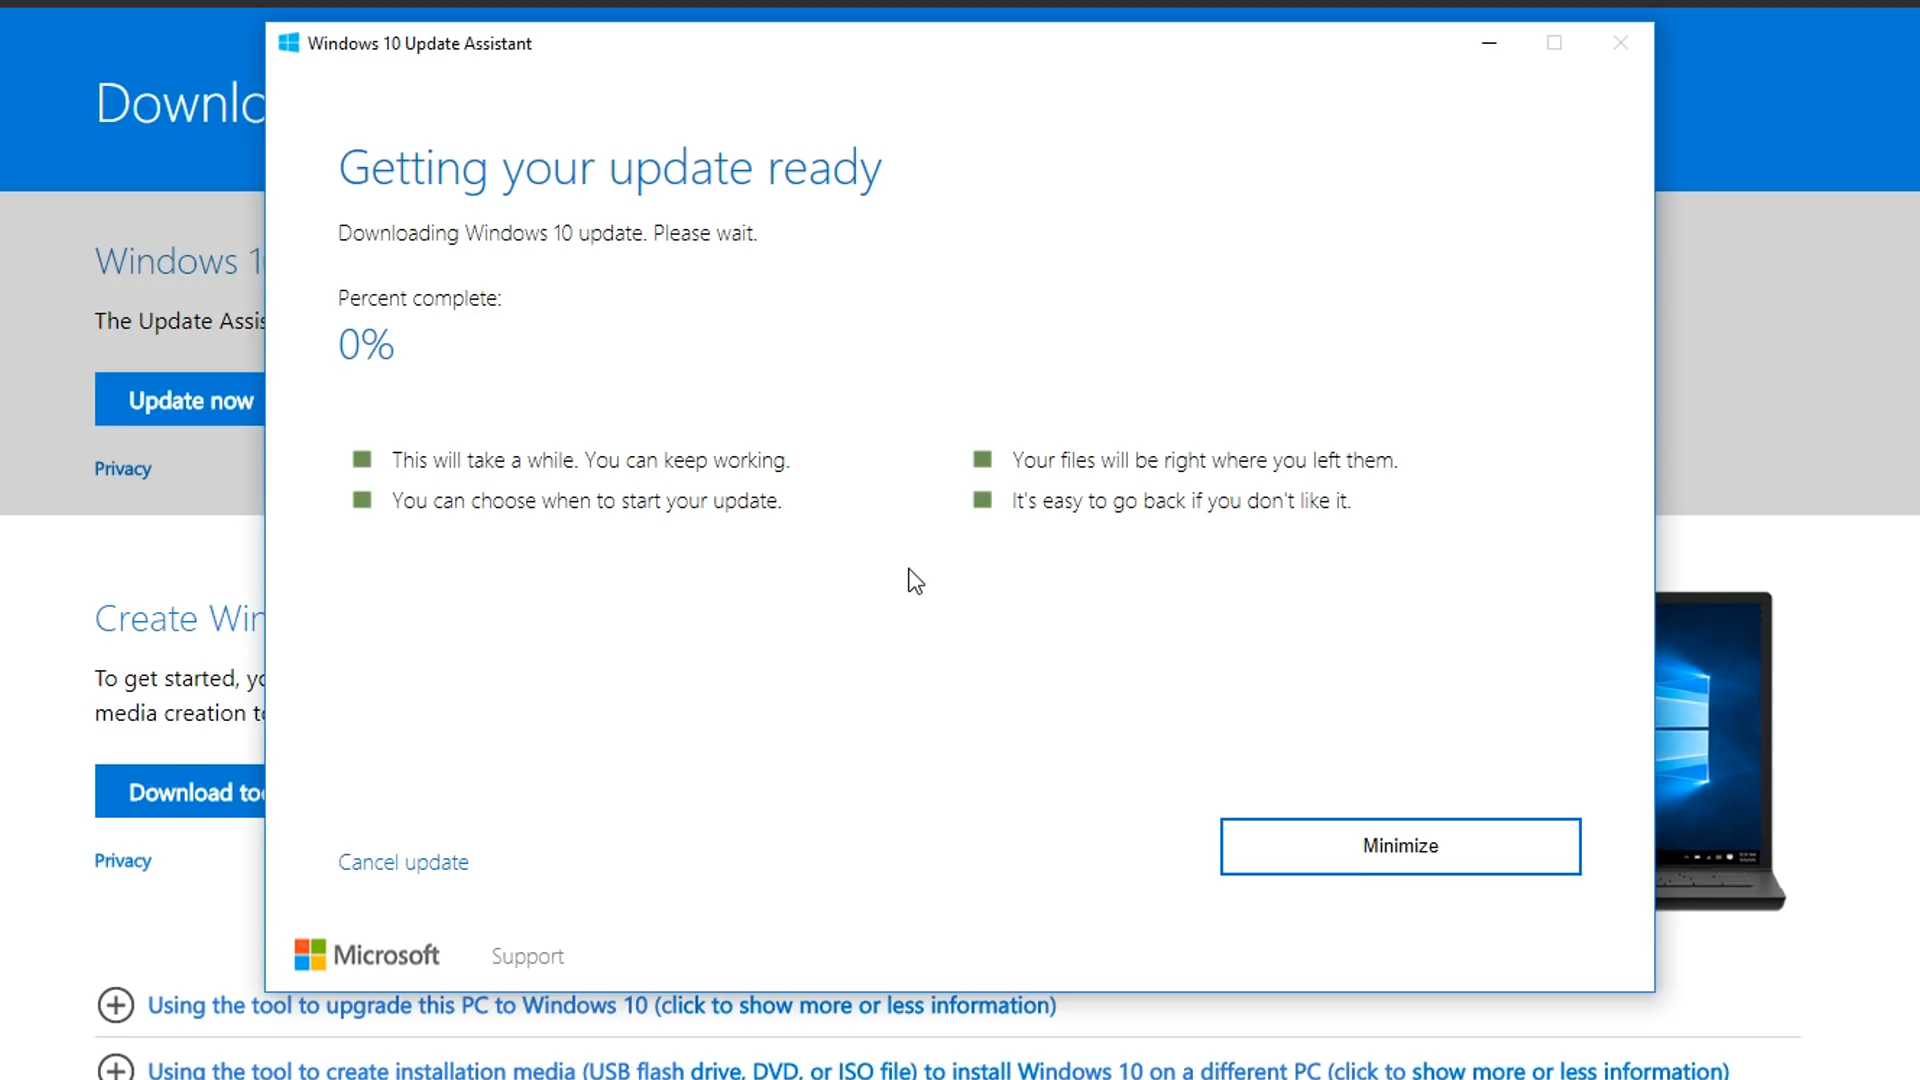 Windows 10 Update Assistant
Downlo
Getting your update ready
Downloading Windows 10 update. Please wait.
Percent complete:
0%
This will take a while. You can keep working.
You can choose when to start your update.
Your files will be right where you left them.
It's easy to go back if you don't like it.
Cancel update
Minimize
Microsoft
Support
Windows 1
The Update Assis
Update now
Privacy
Create Win
To get started, yo
media creation to
Download too
Privacy
Using the tool to upgrade this PC to Windows 10 (click to show more or less information)
Using the tool to create installation media (USB flash drive, DVD, or ISO file) to install Windows 10 on a different PC (click to show more or less information)